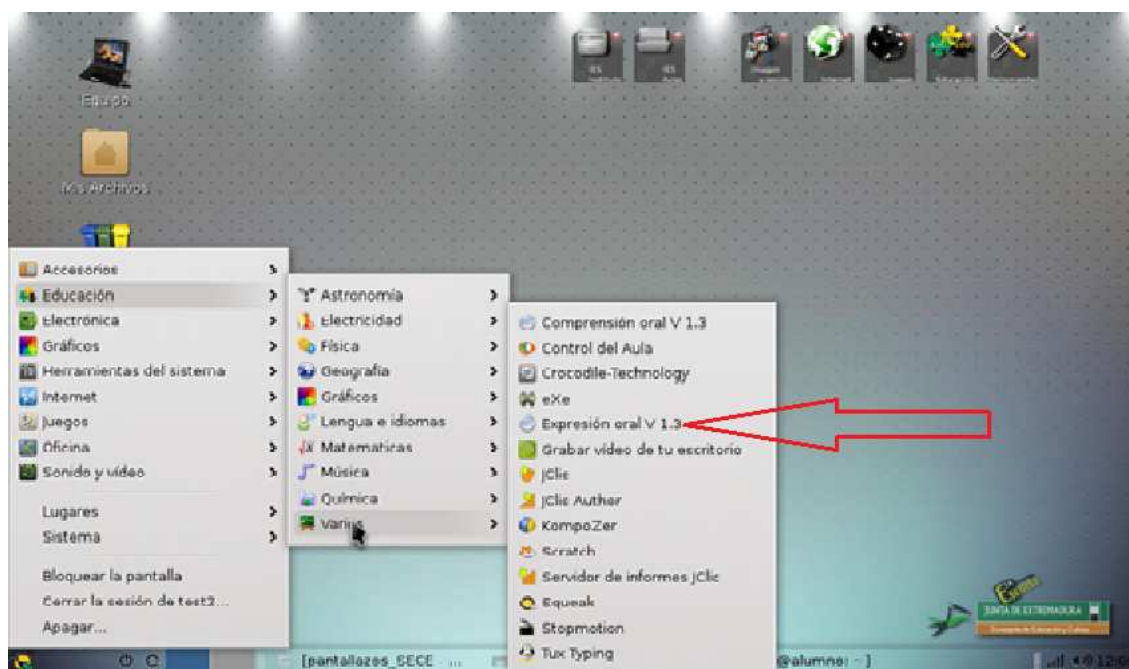 Equipo
Mis Archivos
Accesorios
Educación
Electrónica
Gráficos
Herramientas del sistema
Internet
Juegos
Oficina
Sonido y vídeo
Lugares
Sistema
Bloquear la pantalla
Cerrar la sesión de test2...
Apagar...
Astronomía
Electricidad
Física
Geografía
Gráficos
Lengua e idiomas
Matematicas
Música
Química
Varius
Comprensión oral V 1.3
Control del Aula
Crocodile-Technology
eXe
Expresión oral V 1.3
Grabar vídeo de tu escritorio
JClic
JClic Author
KompoZer
Scratch
Servidor de informes JClic
Squeak
Stopmotion
Tux Typing
JUNTA DE EXTREMADURA
[pantallazos_SECE ...
@alumno: ~]